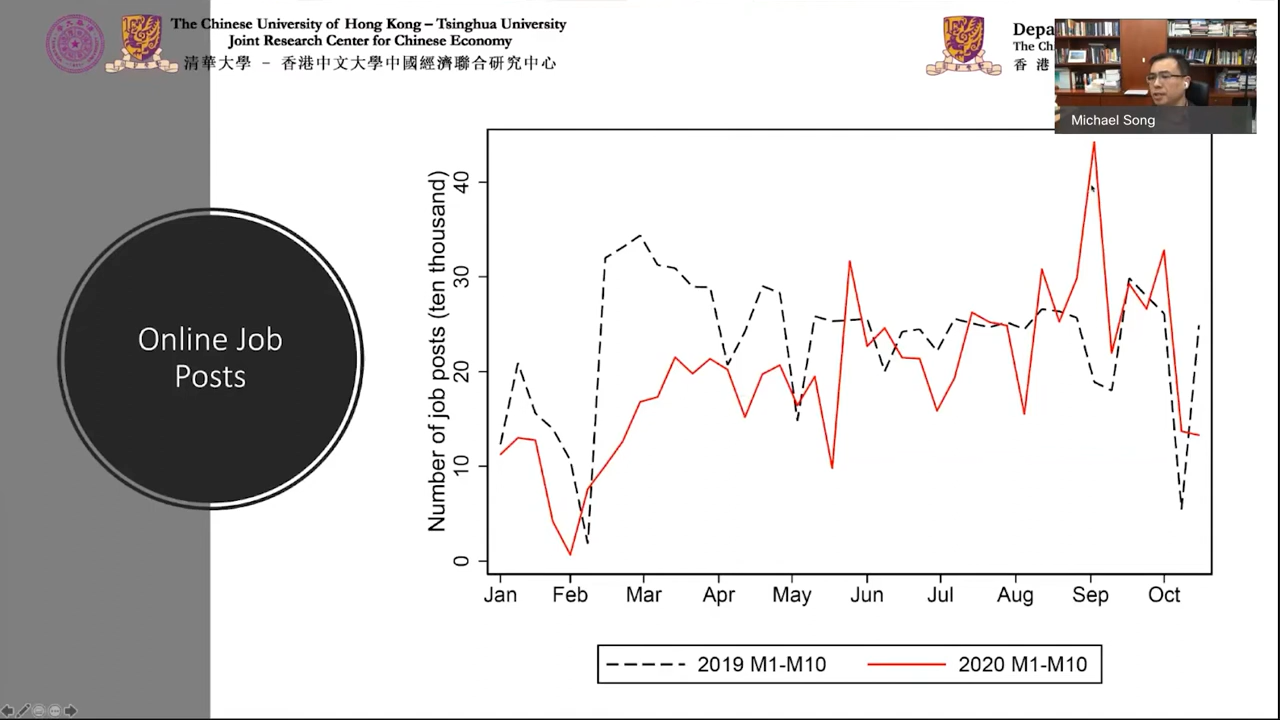 The Chinese University of Hong Kong – Tsinghua University
Joint Research Center for Chinese Economy
清華大學 － 香港中文大學中國經濟聯合研究中心
Depa
The Ch
香 港
Michael Song
Online Job
Posts
Number of job posts (ten thousand)
40
30
20
10
0
Jan Feb Mar Apr May Jun Jul Aug Sep Oct
2019 M1-M10 2020 M1-M10